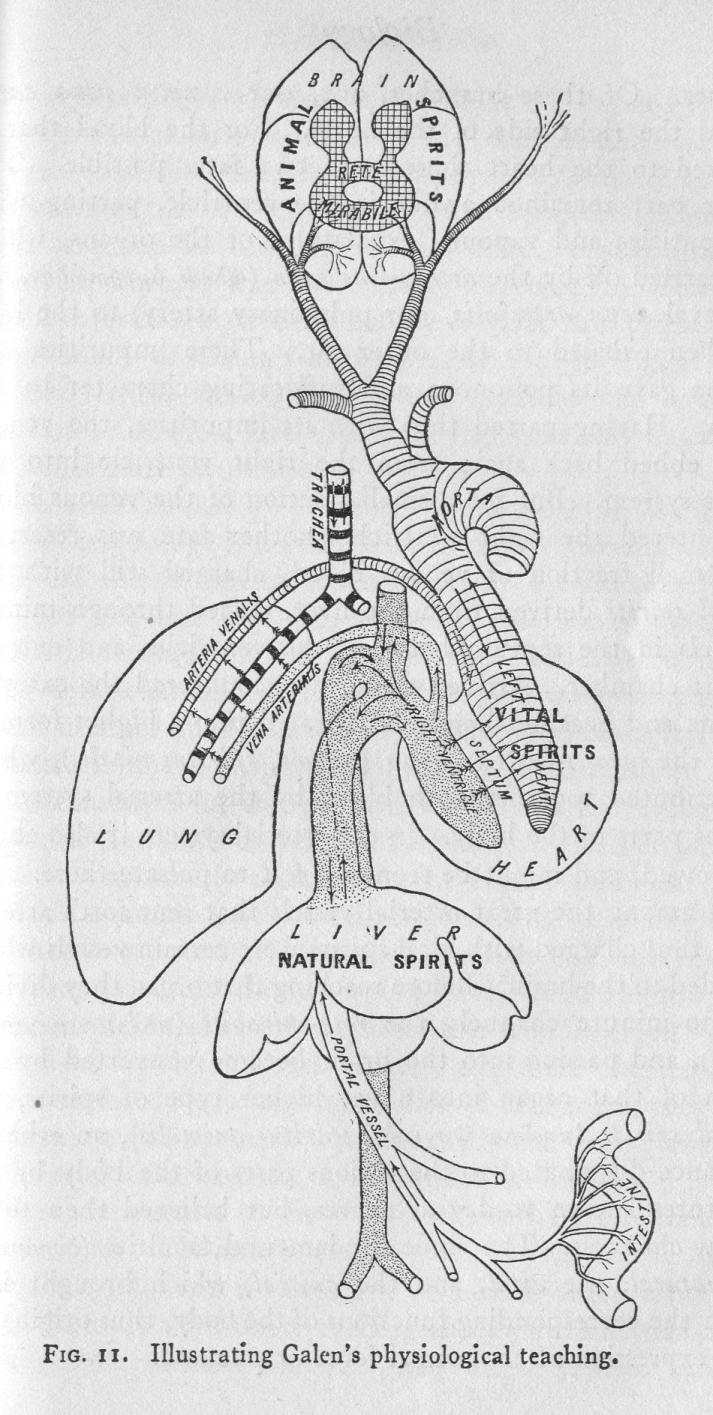 BRAIN
ANIMAL SPIRITS
RETE
MIRABILE
AORTA
TRACHEA
ARTERIA VENALIS
VENA ARTERIALIS
LEFT
VITAL
SPIRITS
RIGHT VENTRICLE
SEPTUM
LUNG
HEART
LIVER
NATURAL SPIRITS
PORTAL VESSEL
INTESTINE
FIG. 11. Illustrating Galen's physiological teaching.